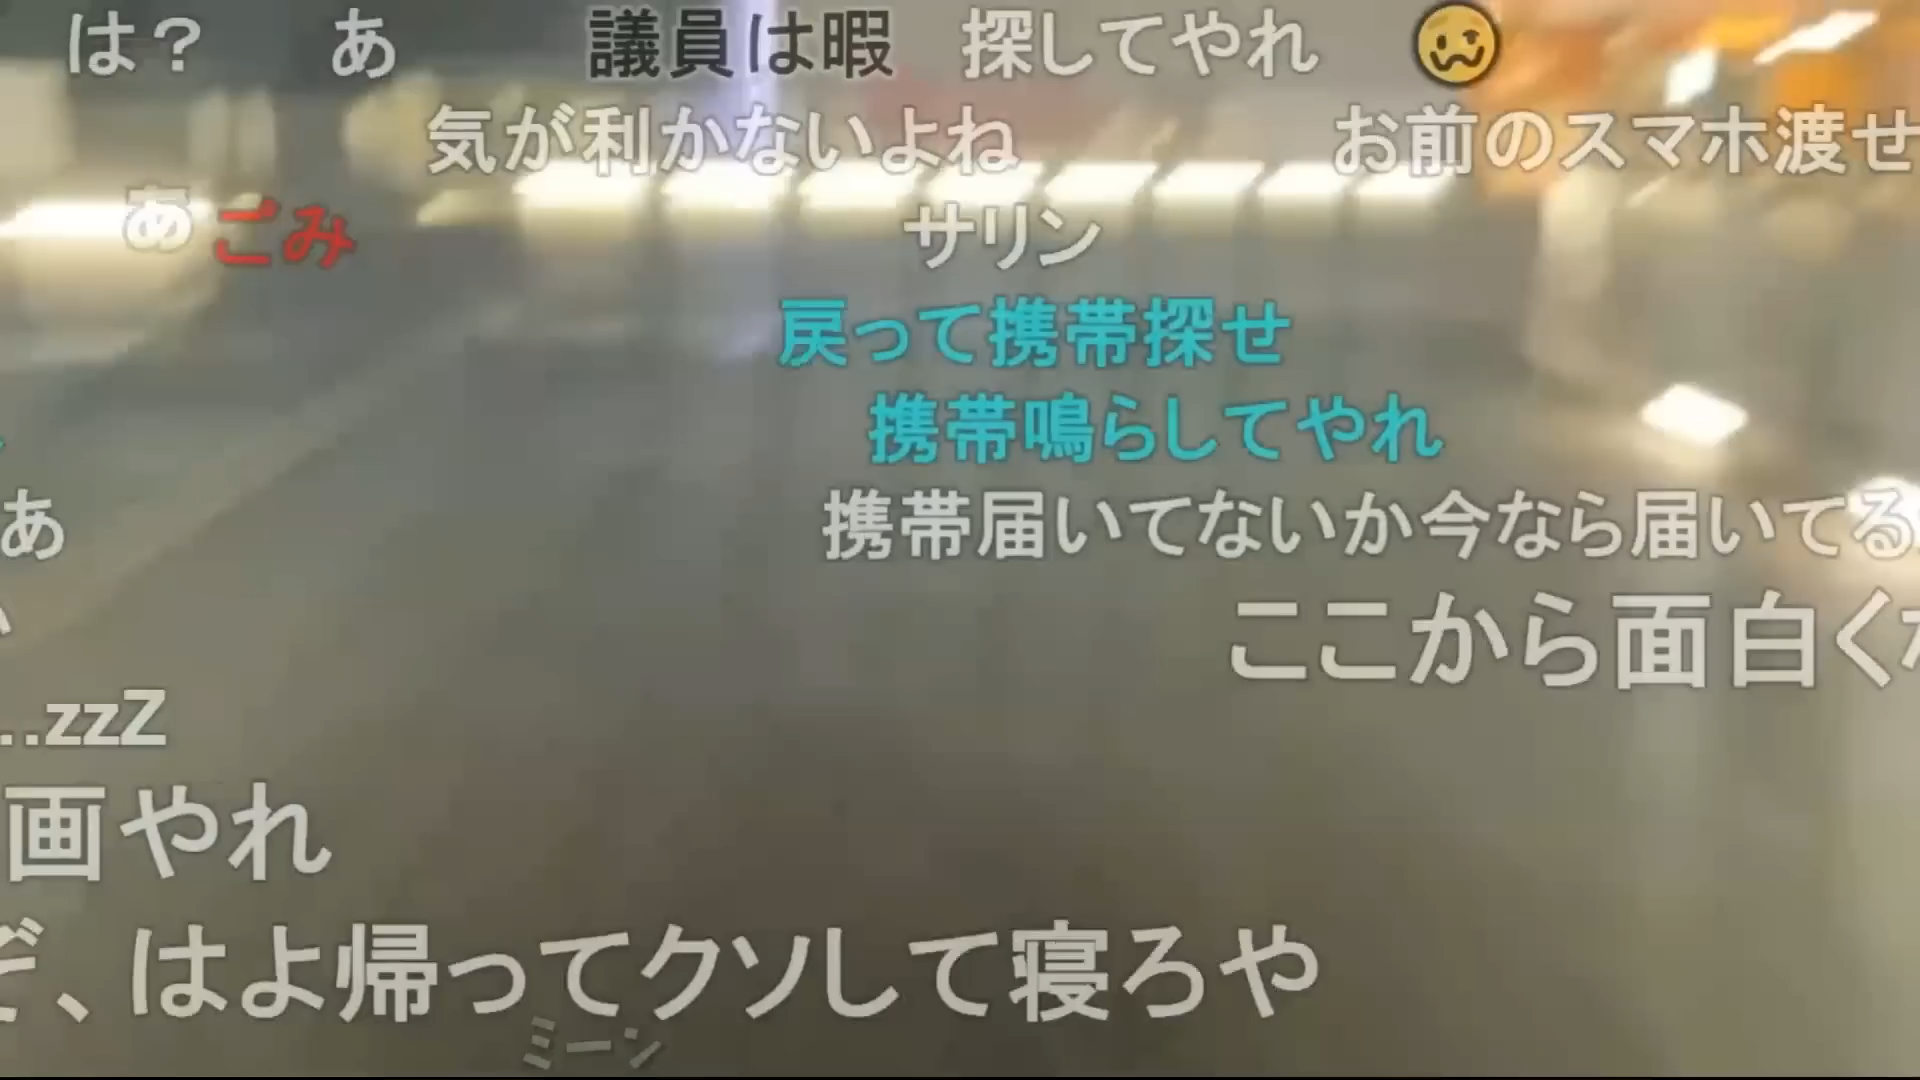 は? あ 議員は暇 探してやれ
気が利かないよね お前のスマホ渡せ
あ ごみ サリン
戻って携帯探せ
携帯鳴らしてやれ
あ 携帯届いてないか今なら届いてる
ここから面白く
..zzZ
画やれ
ぞ、はよ帰ってクソして寝ろや
ミーン